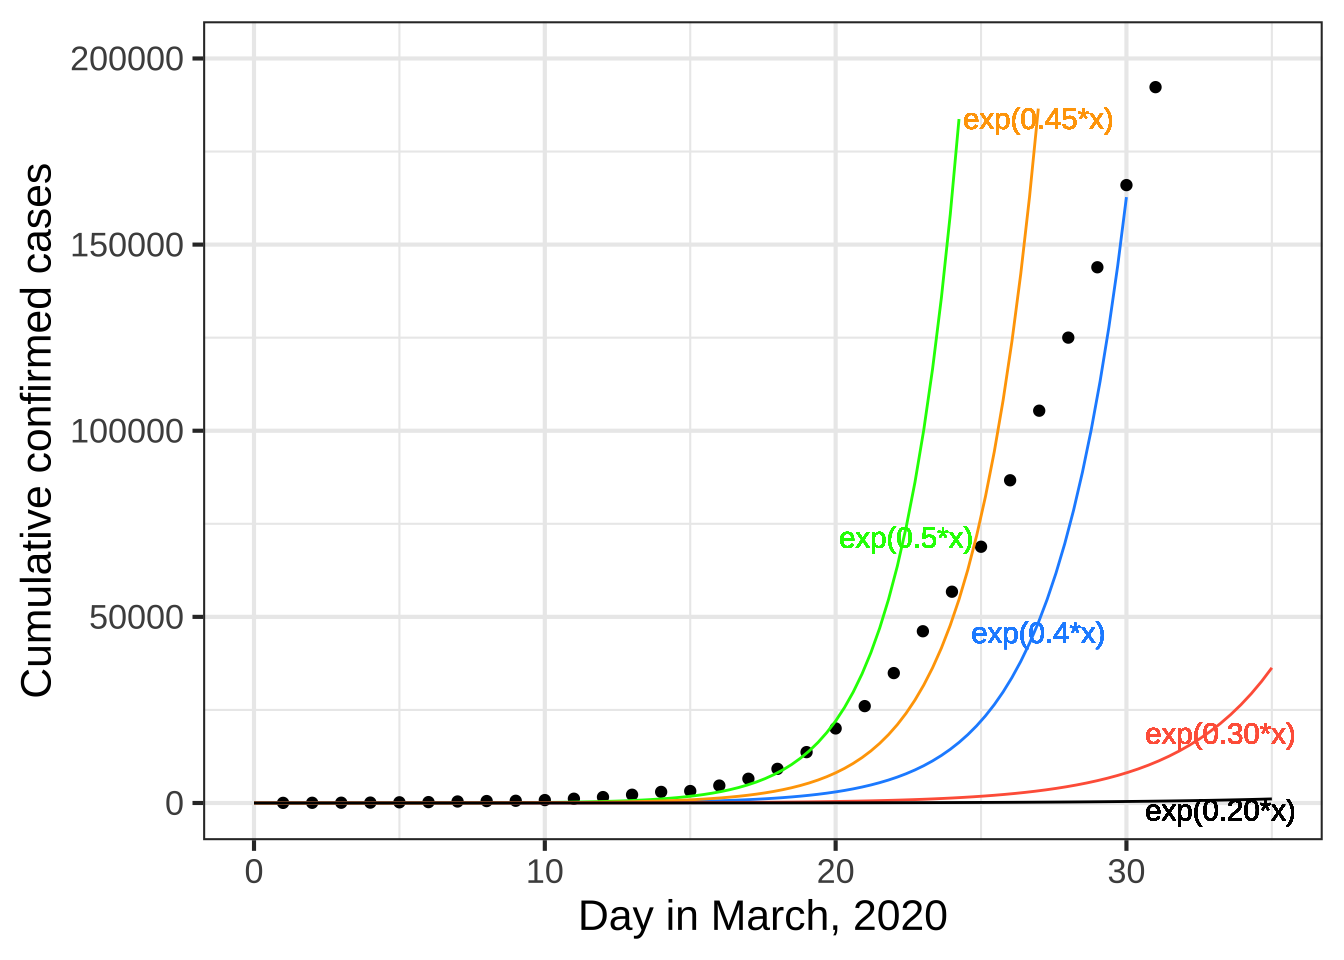 200000
150000
100000
50000
0
Cumulative confirmed cases
exp(0.45*x)
exp(0.5*x)
exp(0.4*x)
exp(0.30*x)
exp(0.20*x)
0 10 20 30
Day in March, 2020